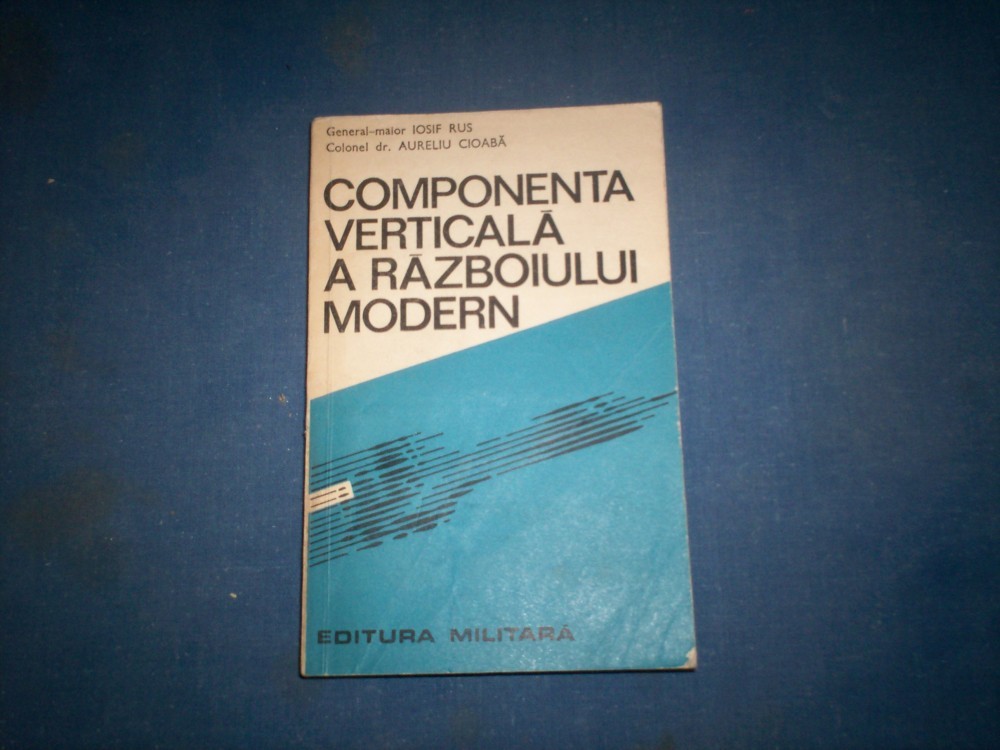 General-maior IOSIF RUS
Colonel dr. AURELIU CIOABĂ
COMPONENTA
VERTICALĂ
A RĂZBOIULUI
MODERN
EDITURA MILITARĂ